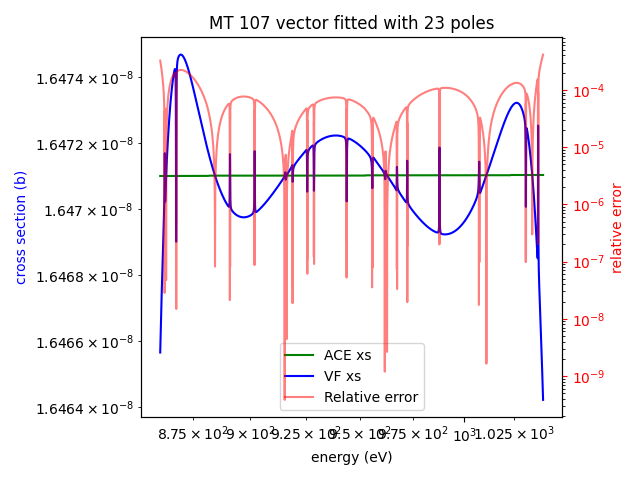 MT 107 vector fitted with 23 poles
1.6474 × 10⁻⁸
1.6472 × 10⁻⁸
1.647 × 10⁻⁸
1.6468 × 10⁻⁸
1.6466 × 10⁻⁸
1.6464 × 10⁻⁸
cross section (b)
10⁻⁴
10⁻⁵
10⁻⁶
10⁻⁷
10⁻⁸
10⁻⁹
relative error
ACE xs
VF xs
Relative error
8.75 × 10² 9 × 10² 9.25 × 10² 9.5 × 10² 9.75 × 10² 10³ 1.025 × 10³
energy (eV)